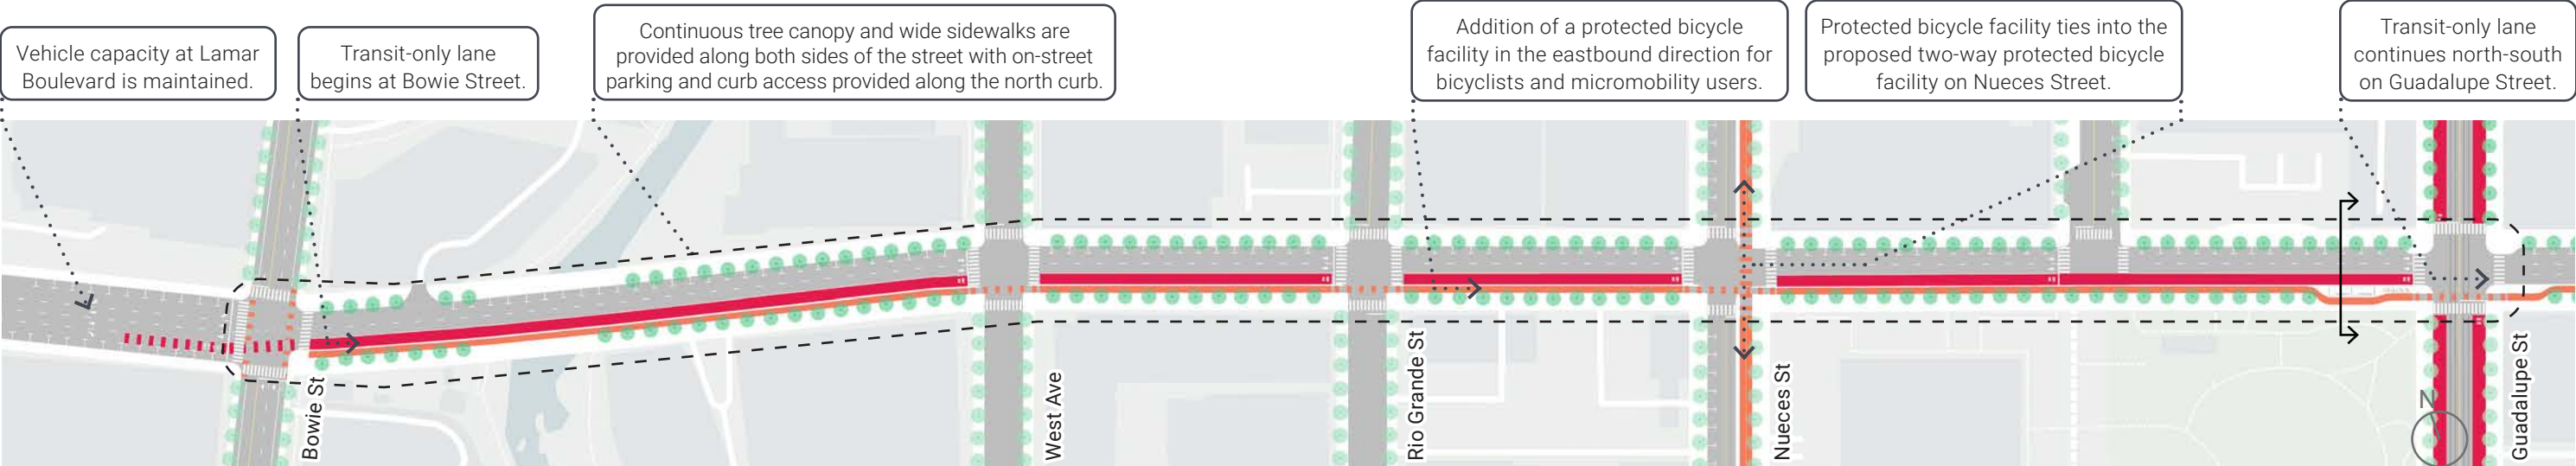 Vehicle capacity at Lamar
Boulevard is maintained.
Transit-only lane
begins at Bowie Street.
Continuous tree canopy and wide sidewalks are
provided along both sides of the street with on-street
parking and curb access provided along the north curb.
Addition of a protected bicycle
facility in the eastbound direction for
bicyclists and micromobility users.
Protected bicycle facility ties into the
proposed two-way protected bicycle
facility on Nueces Street.
Transit-only lane
continues north-south
on Guadalupe Street.
Bowie St
West Ave
Rio Grande St
Nueces St
Guadalupe St
N